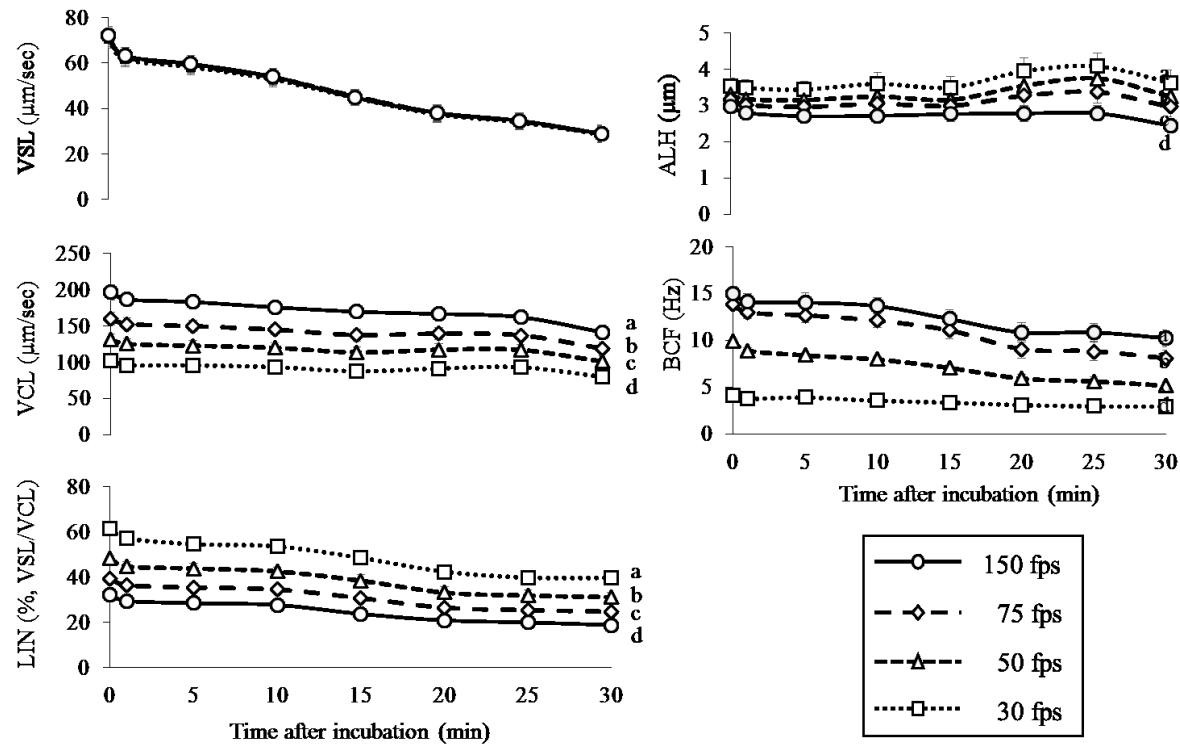 VSL (µm/sec)
80
60
40
20
0
VCL (µm/sec)
250
200
150
100
50
0
a
b
c
d
LIN (%, VSL/VCL)
80
60
40
20
0
a
b
c
d
0 5 10 15 20 25 30
Time after incubation (min)
ALH (µm)
5
4
3
2
1
0
d
BCF (Hz)
20
15
10
5
0
0 5 10 15 20 25 30
Time after incubation (min)
150 fps
75 fps
50 fps
30 fps